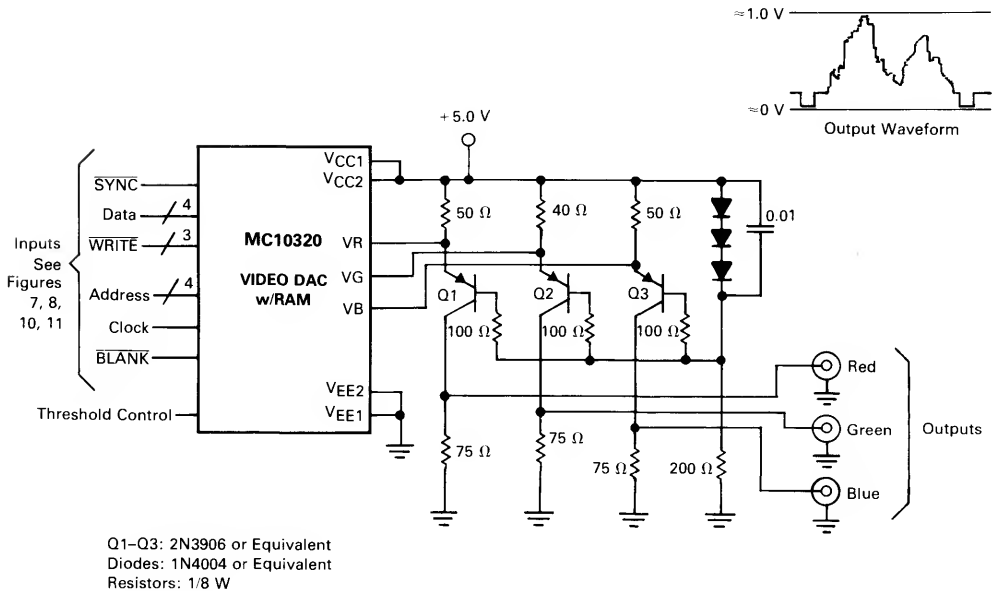 ≈1.0 V
≈0 V
Output Waveform
+5.0 V
Inputs
See
Figures
7, 8,
10, 11
SYNC
Data
4
WRITE
3
Address
4
Clock
BLANK
Threshold Control
MC10320
VIDEO DAC
w/RAM
VCC1
VCC2
VR
VG
VB
VEE2
VEE1
50 Ω
40 Ω
50 Ω
0.01
Q1
Q2
Q3
100 Ω
100 Ω
100 Ω
75 Ω
75 Ω
75 Ω
200 Ω
Red
Green
Blue
Outputs
Q1–Q3: 2N3906 or Equivalent
Diodes: 1N4004 or Equivalent
Resistors: 1/8 W